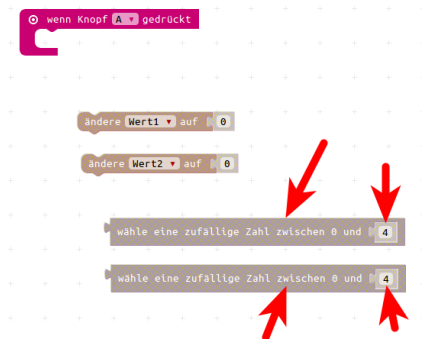 wenn Knopf A gedrückt
ändere Wert1 auf 0
ändere Wert2 auf 0
wähle eine zufällige Zahl zwischen 0 und 4
wähle eine zufällige Zahl zwischen 0 und 4